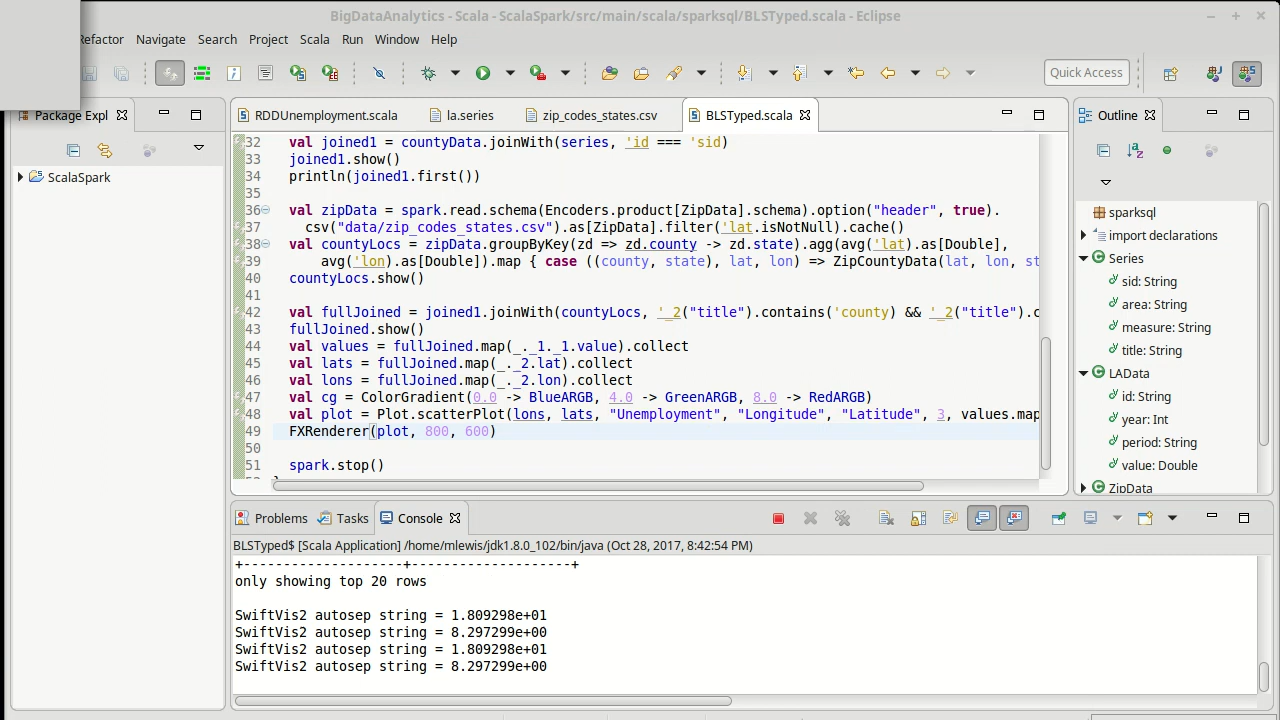 BigDataAnalytics - Scala - ScalaSpark/src/main/scala/sparksql/BLSTyped.scala - Eclipse
Refactor Navigate Search Project Scala Run Window Help
Quick Access
Package Expl
ScalaSpark
RDDUnemployment.scala la.series zip_codes_states.csv BLSTyped.scala
32 val joined1 = countyData.joinWith(series, 'id === 'sid)
33 joined1.show()
34 println(joined1.first())
35
36 val zipData = spark.read.schema(Encoders.product[ZipData].schema).option("header", true).
37 csv("data/zip_codes_states.csv").as[ZipData].filter('lat.isNotNull).cache()
38 val countyLocs = zipData.groupByKey(zd => zd.county -> zd.state).agg(avg('lat).as[Double],
39 avg('lon).as[Double]).map { case ((county, state), lat, lon) => ZipCountyData(lat, lon, st
40 countyLocs.show()
41
42 val fullJoined = joined1.joinWith(countyLocs, '_2("title").contains('county) && '_2("title").c
43 fullJoined.show()
44 val values = fullJoined.map(_._1._1.value).collect
45 val lats = fullJoined.map(_._2.lat).collect
46 val lons = fullJoined.map(_._2.lon).collect
47 val cg = ColorGradient(0.0 -> BlueARGB, 4.0 -> GreenARGB, 8.0 -> RedARGB)
48 val plot = Plot.scatterPlot(lons, lats, "Unemployment", "Longitude", "Latitude", 3, values.map
49 FXRenderer(plot, 800, 600)
50
51 spark.stop()
Outline
sparksql
import declarations
Series
sid: String
area: String
measure: String
title: String
LAData
id: String
year: Int
period: String
value: Double
ZipData
Problems Tasks Console
BLSTyped$ [Scala Application] /home/mlewis/jdk1.8.0_102/bin/java (Oct 28, 2017, 8:42:54 PM)
+--------------------+--------------------+
only showing top 20 rows
SwiftVis2 autosep string = 1.809298e+01
SwiftVis2 autosep string = 8.297299e+00
SwiftVis2 autosep string = 1.809298e+01
SwiftVis2 autosep string = 8.297299e+00